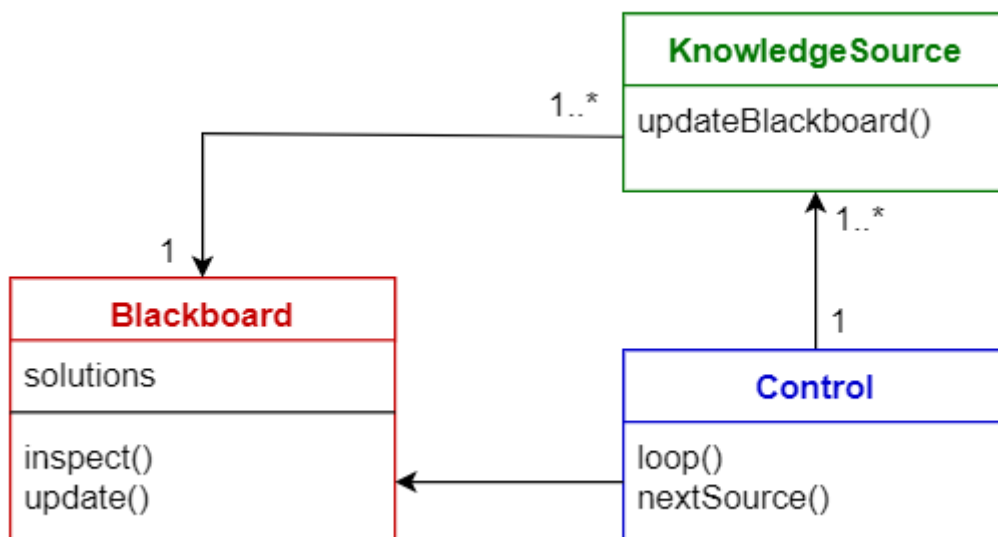 KnowledgeSource
updateBlackboard()
1..*
1
1..*
1
Blackboard
solutions
inspect()
update()
Control
loop()
nextSource()